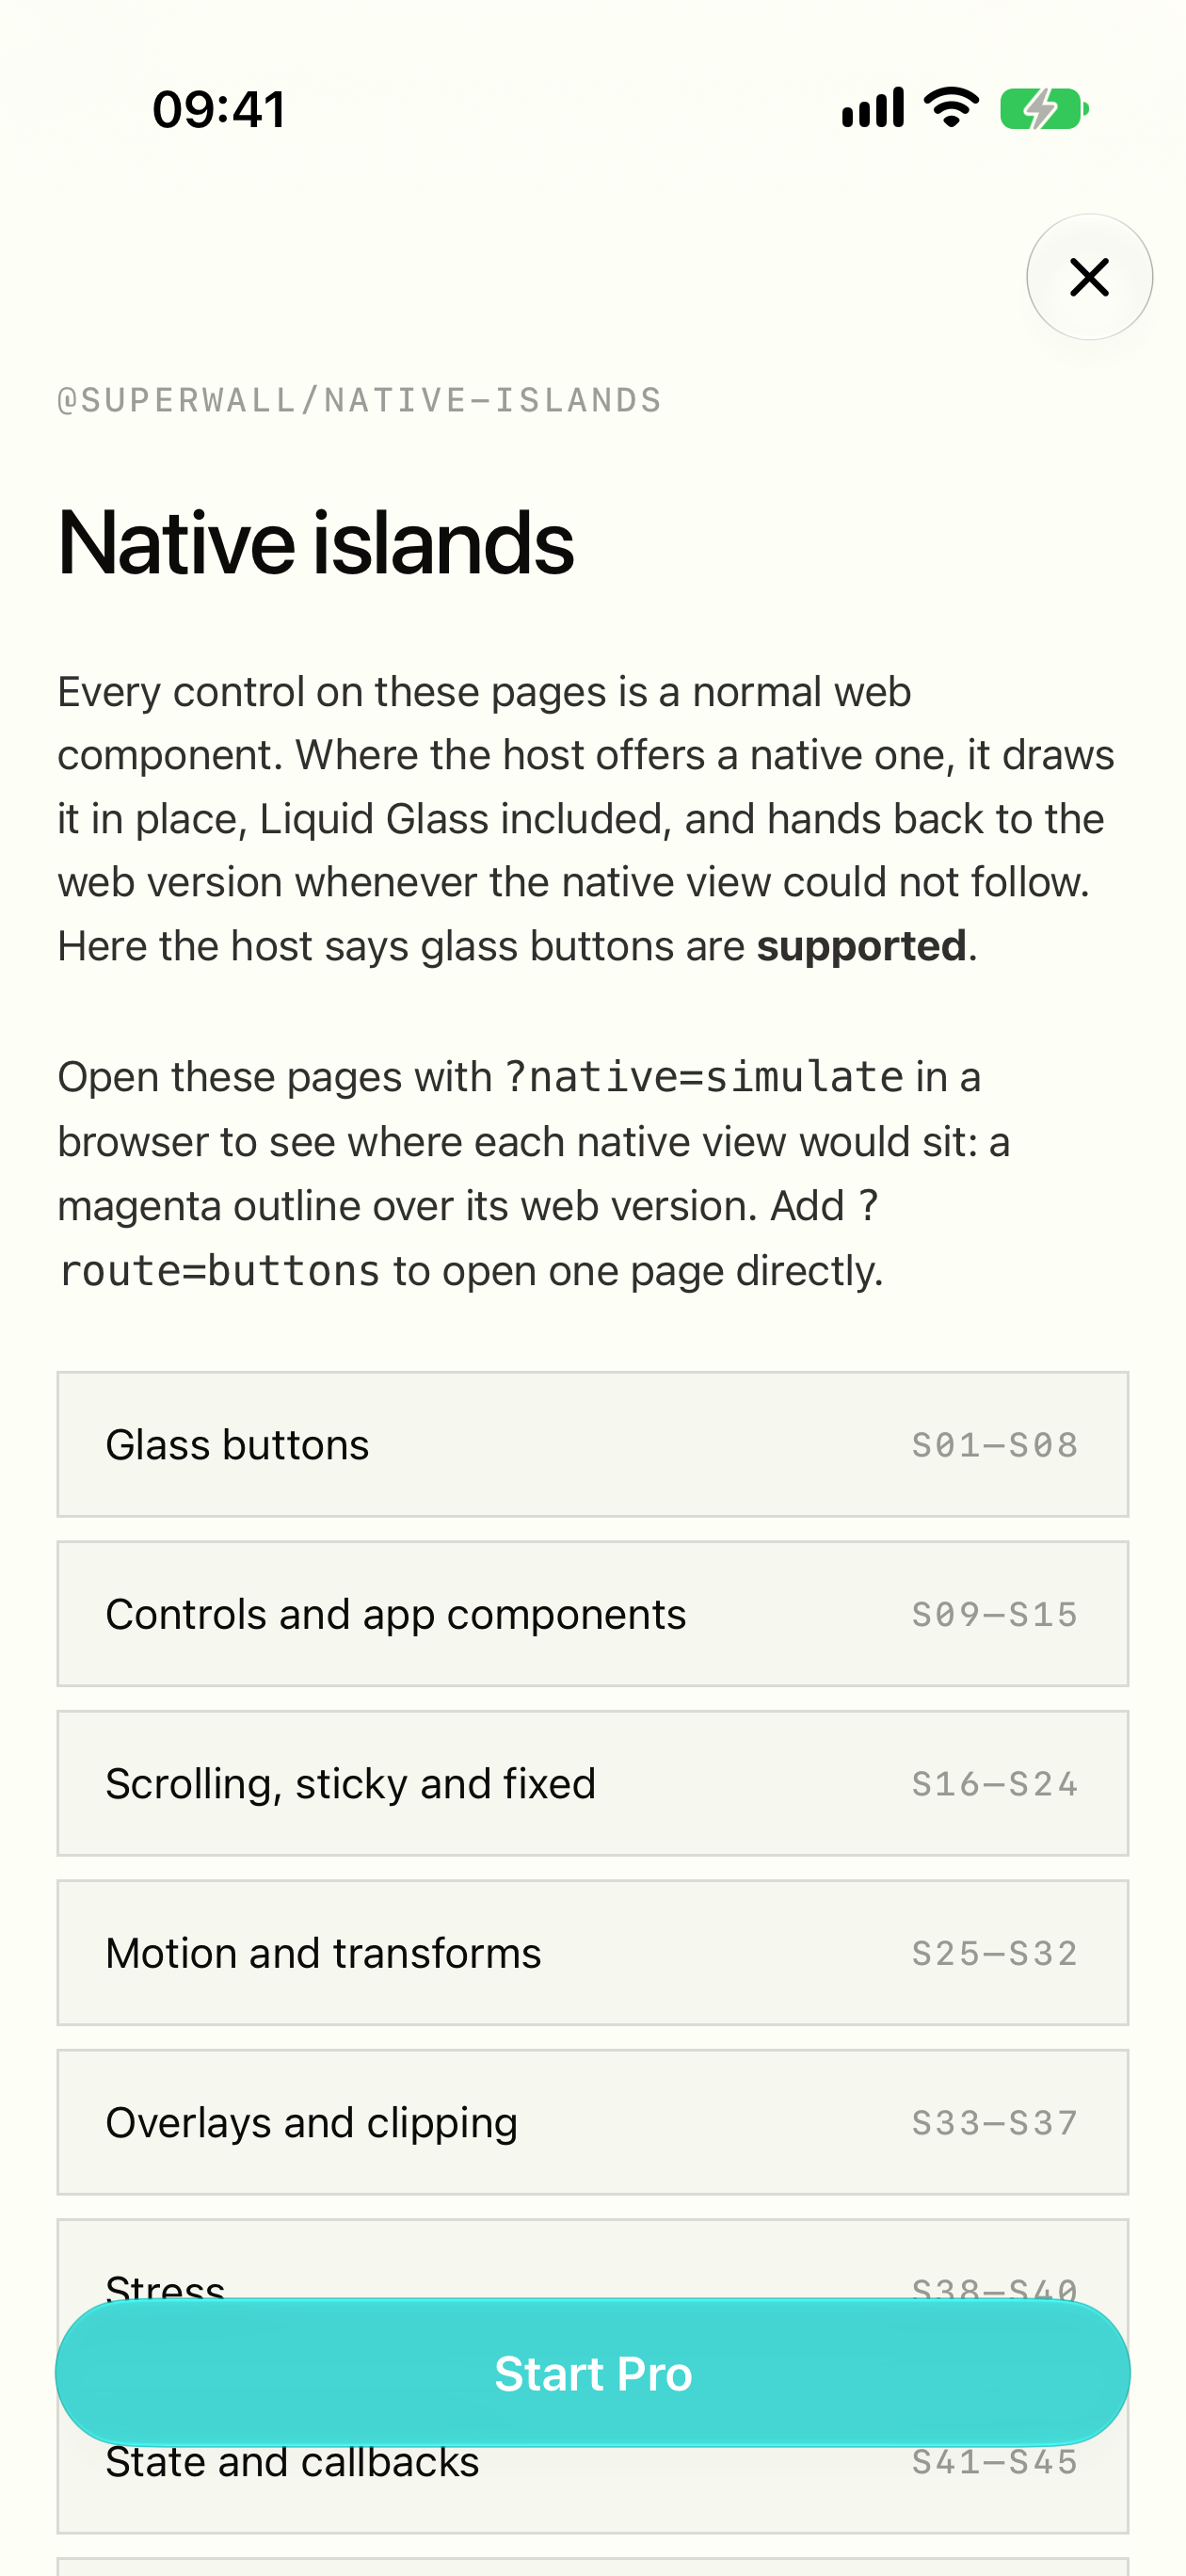 09:41
@SUPERWALL/NATIVE-ISLANDS
Native islands
Every control on these pages is a normal web
component. Where the host offers a native one, it draws
it in place, Liquid Glass included, and hands back to the
web version whenever the native view could not follow.
Here the host says glass buttons are supported.
Open these pages with ?native=simulate in a
browser to see where each native view would sit: a
magenta outline over its web version. Add ?
route=buttons to open one page directly.
Glass buttons S01–S08
Controls and app components S09–S15
Scrolling, sticky and fixed S16–S24
Motion and transforms S25–S32
Overlays and clipping S33–S37
Stress S38–S40
Start Pro
State and callbacks S41–S45